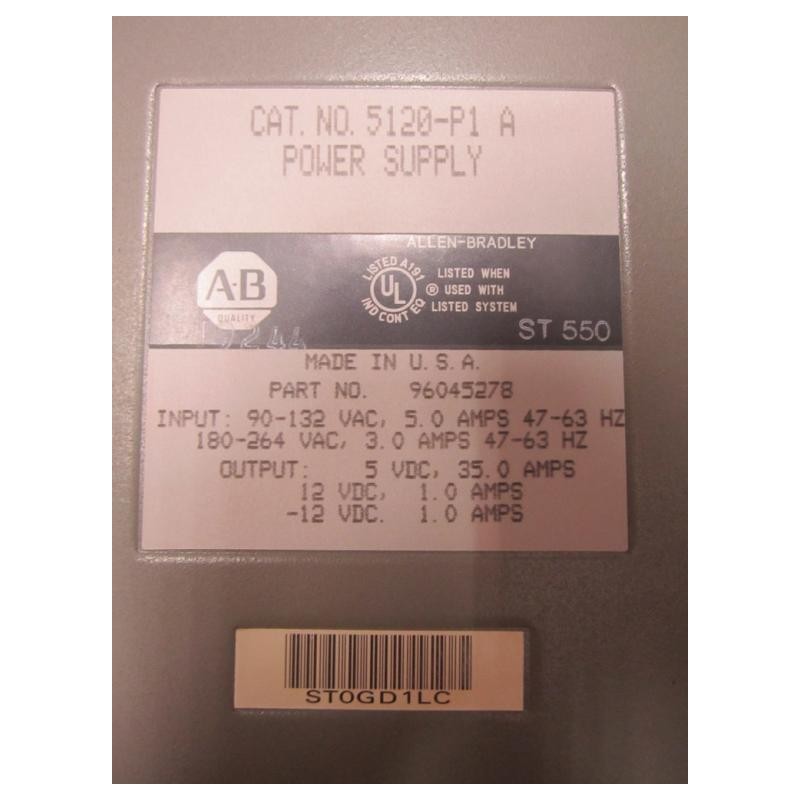 CAT. NO. 5120-P1 A
POWER SUPPLY
ALLEN-BRADLEY
A-B
QUALITY
LISTED A191
UL
IND CONT EQ
®
LISTED WHEN
USED WITH
LISTED SYSTEM
ST 550
MADE IN U. S. A.
PART NO. 96045278
INPUT: 90-132 VAC, 5.0 AMPS 47-63 HZ
180-264 VAC, 3.0 AMPS 47-63 HZ
OUTPUT: 5 VDC, 35.0 AMPS
12 VDC, 1.0 AMPS
-12 VDC. 1.0 AMPS
ST0GD1LC